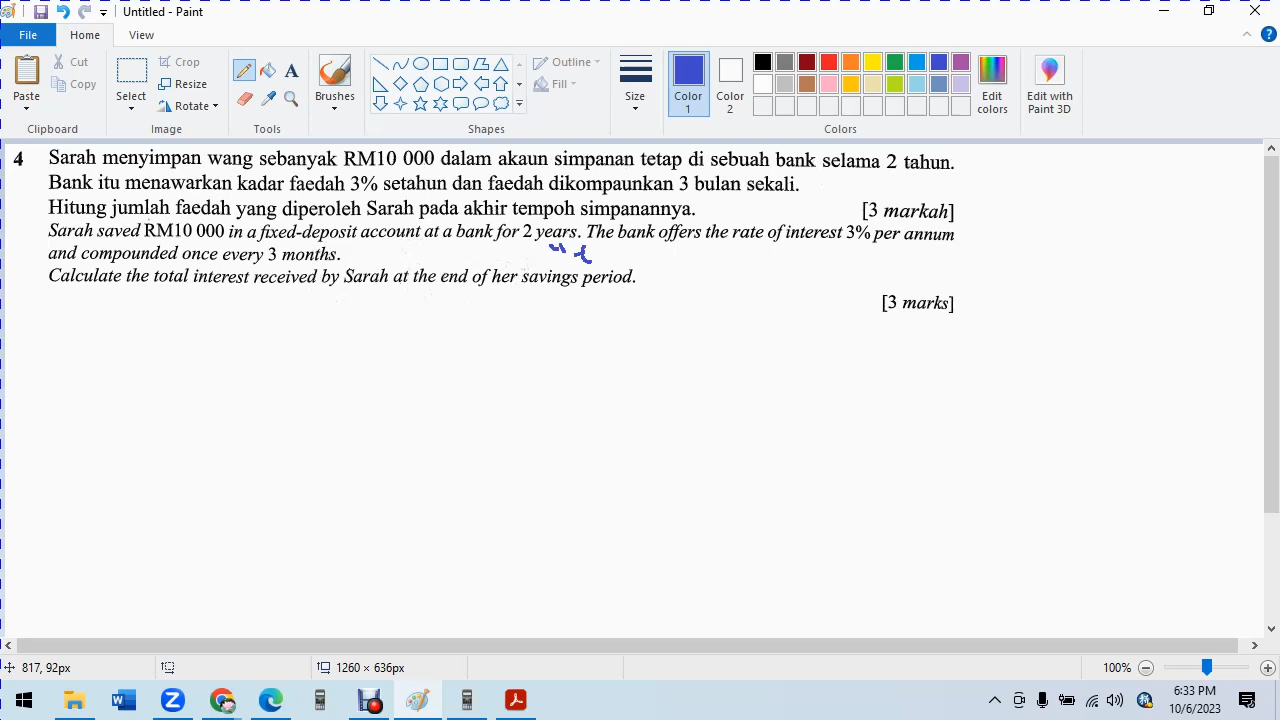 Untitled - Paint
File
Home
View
Paste
Cut
Copy
Clipboard
Select
Crop
Resize
Rotate
Image
Tools
Brushes
Shapes
Outline
Fill
Size
Color 1
Color 2
Edit colors
Edit with Paint 3D
Colors
4 Sarah menyimpan wang sebanyak RM10 000 dalam akaun simpanan tetap di sebuah bank selama 2 tahun.
Bank itu menawarkan kadar faedah 3% setahun dan faedah dikompaunkan 3 bulan sekali.
Hitung jumlah faedah yang diperoleh Sarah pada akhir tempoh simpanannya. [3 markah]
Sarah saved RM10 000 in a fixed-deposit account at a bank for 2 years. The bank offers the rate of interest 3% per annum
and compounded once every 3 months.
t
Calculate the total interest received by Sarah at the end of her savings period.
[3 marks]
817, 92px
1260 × 636px
100%
6:33 PM
10/6/2023